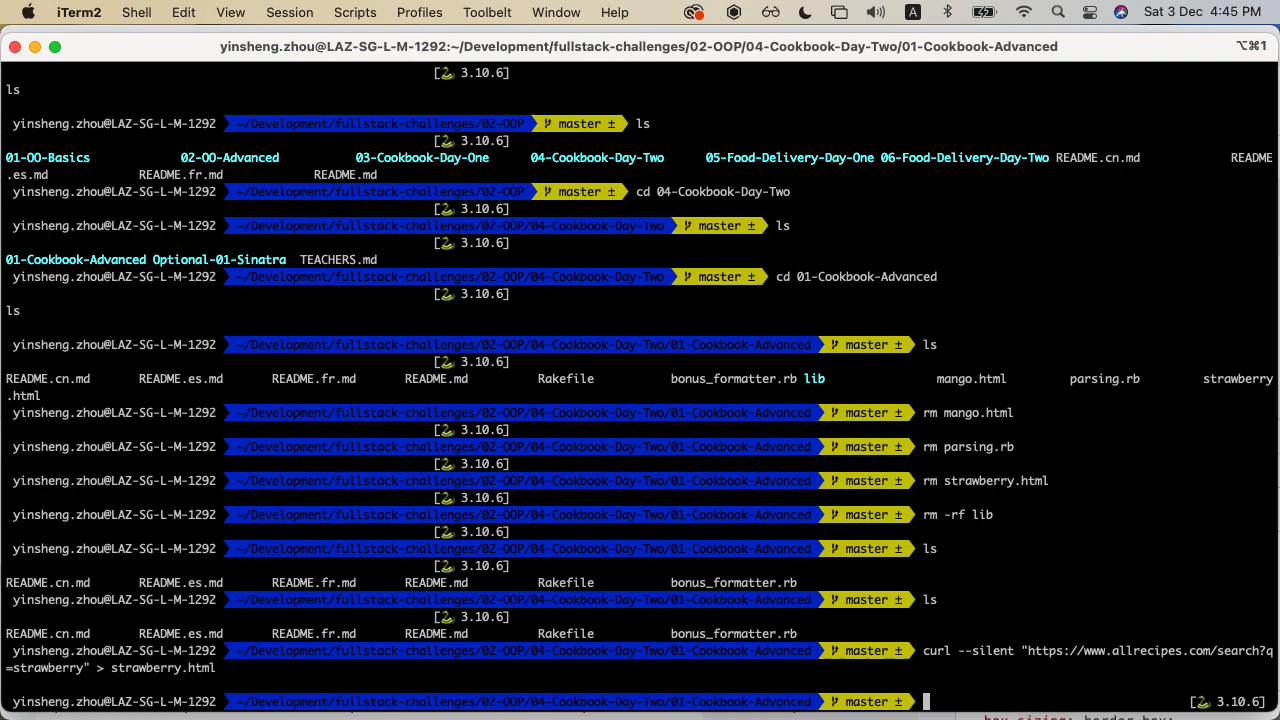 iTerm2 Shell Edit View Session Scripts Profiles Toolbelt Window Help A Sat 3 Dec 4:45 PM
yinsheng.zhou@LAZ-SG-L-M-1292:~/Development/fullstack-challenges/02-OOP/04-Cookbook-Day-Two/01-Cookbook-Advanced ⌥⌘1
[🐍 3.10.6]
ls
yinsheng.zhou@LAZ-SG-L-M-1292 ~/Development/fullstack-challenges/02-OOP master ± ls
[🐍 3.10.6]
01-OO-Basics 02-OO-Advanced 03-Cookbook-Day-One 04-Cookbook-Day-Two 05-Food-Delivery-Day-One 06-Food-Delivery-Day-Two README.cn.md README
.es.md README.fr.md README.md
yinsheng.zhou@LAZ-SG-L-M-1292 ~/Development/fullstack-challenges/02-OOP master ± cd 04-Cookbook-Day-Two
[🐍 3.10.6]
yinsheng.zhou@LAZ-SG-L-M-1292 ~/Development/fullstack-challenges/02-OOP/04-Cookbook-Day-Two master ± ls
[🐍 3.10.6]
01-Cookbook-Advanced Optional-01-Sinatra TEACHERS.md
yinsheng.zhou@LAZ-SG-L-M-1292 ~/Development/fullstack-challenges/02-OOP/04-Cookbook-Day-Two master ± cd 01-Cookbook-Advanced
[🐍 3.10.6]
ls
yinsheng.zhou@LAZ-SG-L-M-1292 ~/Development/fullstack-challenges/02-OOP/04-Cookbook-Day-Two/01-Cookbook-Advanced master ± ls
[🐍 3.10.6]
README.cn.md README.es.md README.fr.md README.md Rakefile bonus_formatter.rb lib mango.html parsing.rb strawberry
.html
yinsheng.zhou@LAZ-SG-L-M-1292 ~/Development/fullstack-challenges/02-OOP/04-Cookbook-Day-Two/01-Cookbook-Advanced master ± rm mango.html
[🐍 3.10.6]
yinsheng.zhou@LAZ-SG-L-M-1292 ~/Development/fullstack-challenges/02-OOP/04-Cookbook-Day-Two/01-Cookbook-Advanced master ± rm parsing.rb
[🐍 3.10.6]
yinsheng.zhou@LAZ-SG-L-M-1292 ~/Development/fullstack-challenges/02-OOP/04-Cookbook-Day-Two/01-Cookbook-Advanced master ± rm strawberry.html
[🐍 3.10.6]
yinsheng.zhou@LAZ-SG-L-M-1292 ~/Development/fullstack-challenges/02-OOP/04-Cookbook-Day-Two/01-Cookbook-Advanced master ± rm -rf lib
[🐍 3.10.6]
yinsheng.zhou@LAZ-SG-L-M-1292 ~/Development/fullstack-challenges/02-OOP/04-Cookbook-Day-Two/01-Cookbook-Advanced master ± ls
[🐍 3.10.6]
README.cn.md README.es.md README.fr.md README.md Rakefile bonus_formatter.rb
yinsheng.zhou@LAZ-SG-L-M-1292 ~/Development/fullstack-challenges/02-OOP/04-Cookbook-Day-Two/01-Cookbook-Advanced master ± ls
[🐍 3.10.6]
README.cn.md README.es.md README.fr.md README.md Rakefile bonus_formatter.rb
yinsheng.zhou@LAZ-SG-L-M-1292 ~/Development/fullstack-challenges/02-OOP/04-Cookbook-Day-Two/01-Cookbook-Advanced master ± curl --silent "https://www.allrecipes.com/search?q
=strawberry" > strawberry.html
yinsheng.zhou@LAZ-SG-L-M-1292 ~/Development/fullstack-challenges/02-OOP/04-Cookbook-Day-Two/01-Cookbook-Advanced master ± [🐍 3.10.6]
box-sizing: border-box;